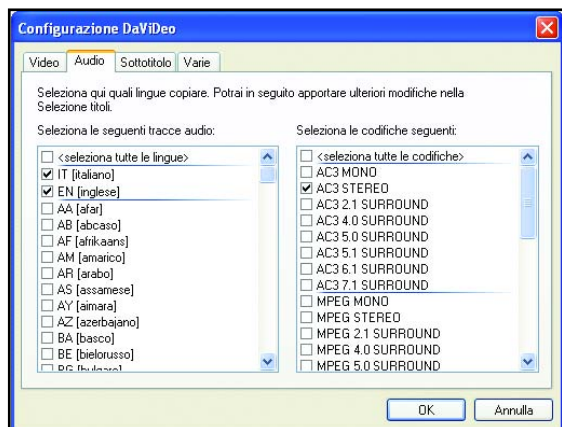 Configurazione DaViDeo
Video Audio Sottotitolo Varie
Seleziona qui quali lingue copiare. Potrai in seguito apportare ulteriori modifiche nella
Selezione titoli.
Seleziona le seguenti tracce audio:
<seleziona tutte le lingue>
IT [italiano]
EN [inglese]
AA [afar]
AB [abcaso]
AF [afrikaans]
AM [amarico]
AR [arabo]
AS [assamese]
AY [aimara]
AZ [azerbajano]
BA [basco]
BE [bielorusso]
BG [bulgaro]
Seleziona le codifiche seguenti:
<seleziona tutte le codifiche>
AC3 MONO
AC3 STEREO
AC3 2.1 SURROUND
AC3 4.0 SURROUND
AC3 5.0 SURROUND
AC3 5.1 SURROUND
AC3 6.1 SURROUND
AC3 7.1 SURROUND
MPEG MONO
MPEG STEREO
MPEG 2.1 SURROUND
MPEG 4.0 SURROUND
MPEG 5.0 SURROUND
OK Annulla